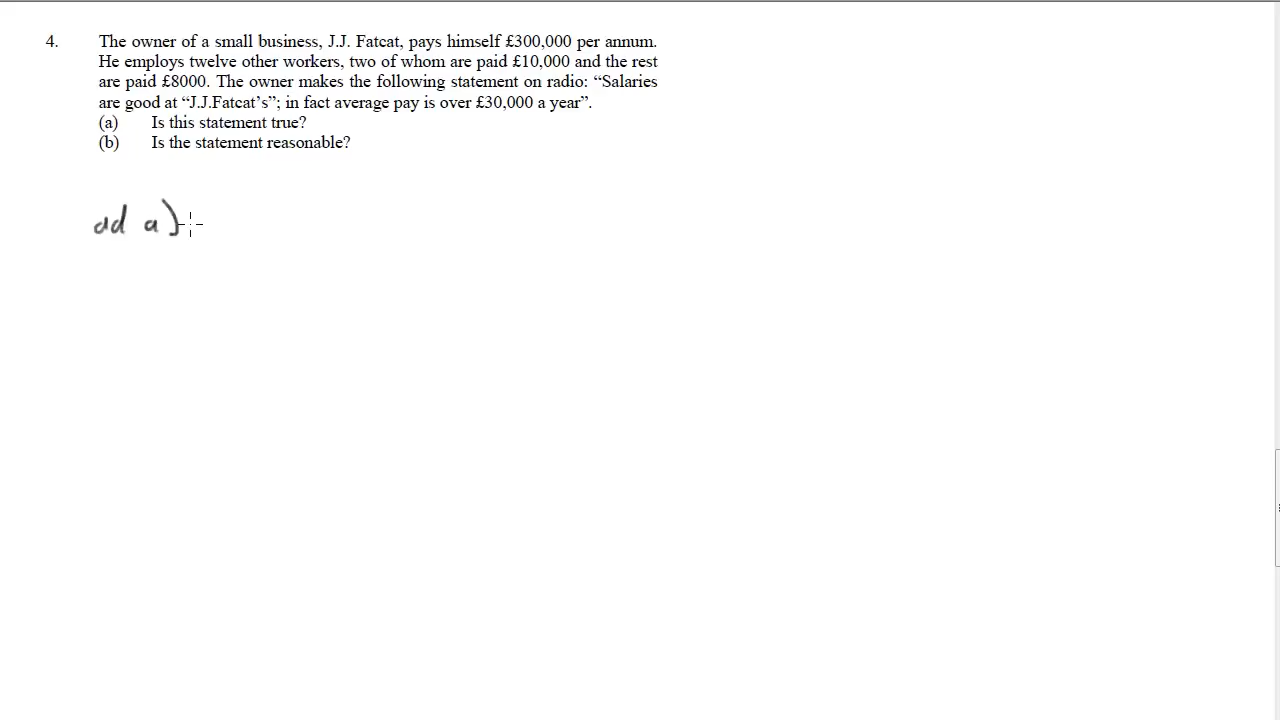 4. The owner of a small business, J.J. Fatcat, pays himself £300,000 per annum.
He employs twelve other workers, two of whom are paid £10,000 and the rest
are paid £8000. The owner makes the following statement on radio: “Salaries
are good at “J.J.Fatcat’s”; in fact average pay is over £30,000 a year”.
(a) Is this statement true?
(b) Is the statement reasonable?
ad a)